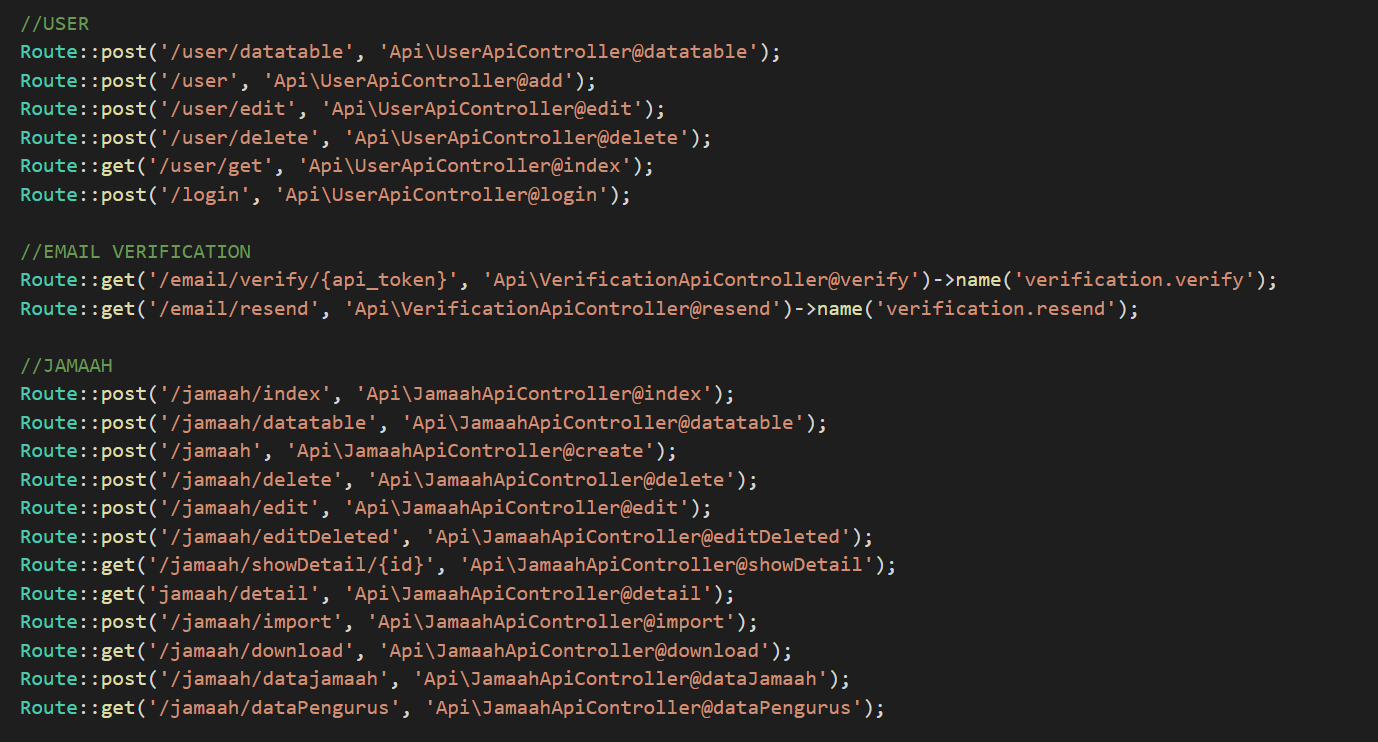 //USER
Route::post('/user/datatable', 'Api\UserApiController@datatable');
Route::post('/user', 'Api\UserApiController@add');
Route::post('/user/edit', 'Api\UserApiController@edit');
Route::post('/user/delete', 'Api\UserApiController@delete');
Route::get('/user/get', 'Api\UserApiController@index');
Route::post('/login', 'Api\UserApiController@login');
//EMAIL VERIFICATION
Route::get('/email/verify/{api_token}', 'Api\VerificationApiController@verify')->name('verification.verify');
Route::get('/email/resend', 'Api\VerificationApiController@resend')->name('verification.resend');
//JAMAAH
Route::post('/jamaah/index', 'Api\JamaahApiController@index');
Route::post('/jamaah/datatable', 'Api\JamaahApiController@datatable');
Route::post('/jamaah', 'Api\JamaahApiController@create');
Route::post('/jamaah/delete', 'Api\JamaahApiController@delete');
Route::post('/jamaah/edit', 'Api\JamaahApiController@edit');
Route::post('/jamaah/editDeleted', 'Api\JamaahApiController@editDeleted');
Route::get('/jamaah/showDetail/{id}', 'Api\JamaahApiController@showDetail');
Route::get('jamaah/detail', 'Api\JamaahApiController@detail');
Route::post('/jamaah/import', 'Api\JamaahApiController@import');
Route::get('/jamaah/download', 'Api\JamaahApiController@download');
Route::post('/jamaah/datajamaah', 'Api\JamaahApiController@dataJamaah');
Route::get('/jamaah/dataPengurus', 'Api\JamaahApiController@dataPengurus');